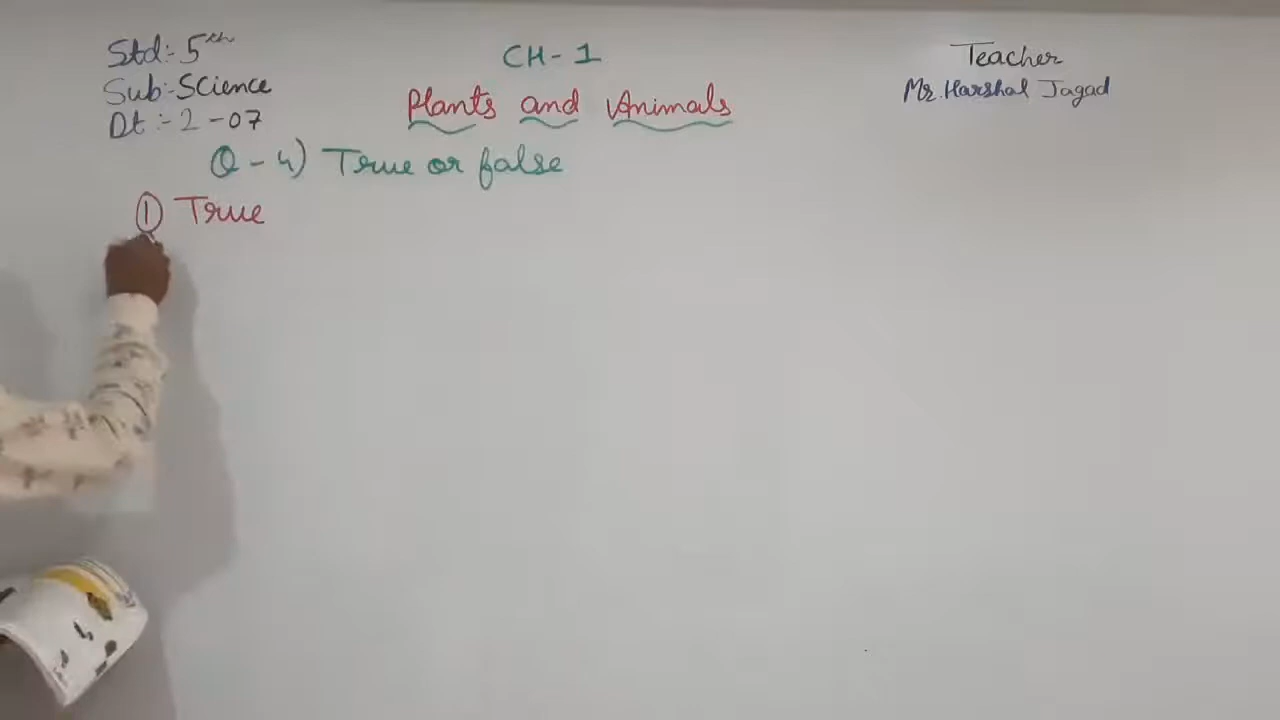 Std:- 5th
Sub:- Science
Dt :- 2 - 07
CH - 1
Plants and Animals
Teacher
Mr. Harshal Jagad
Q - 4) True or false
① True